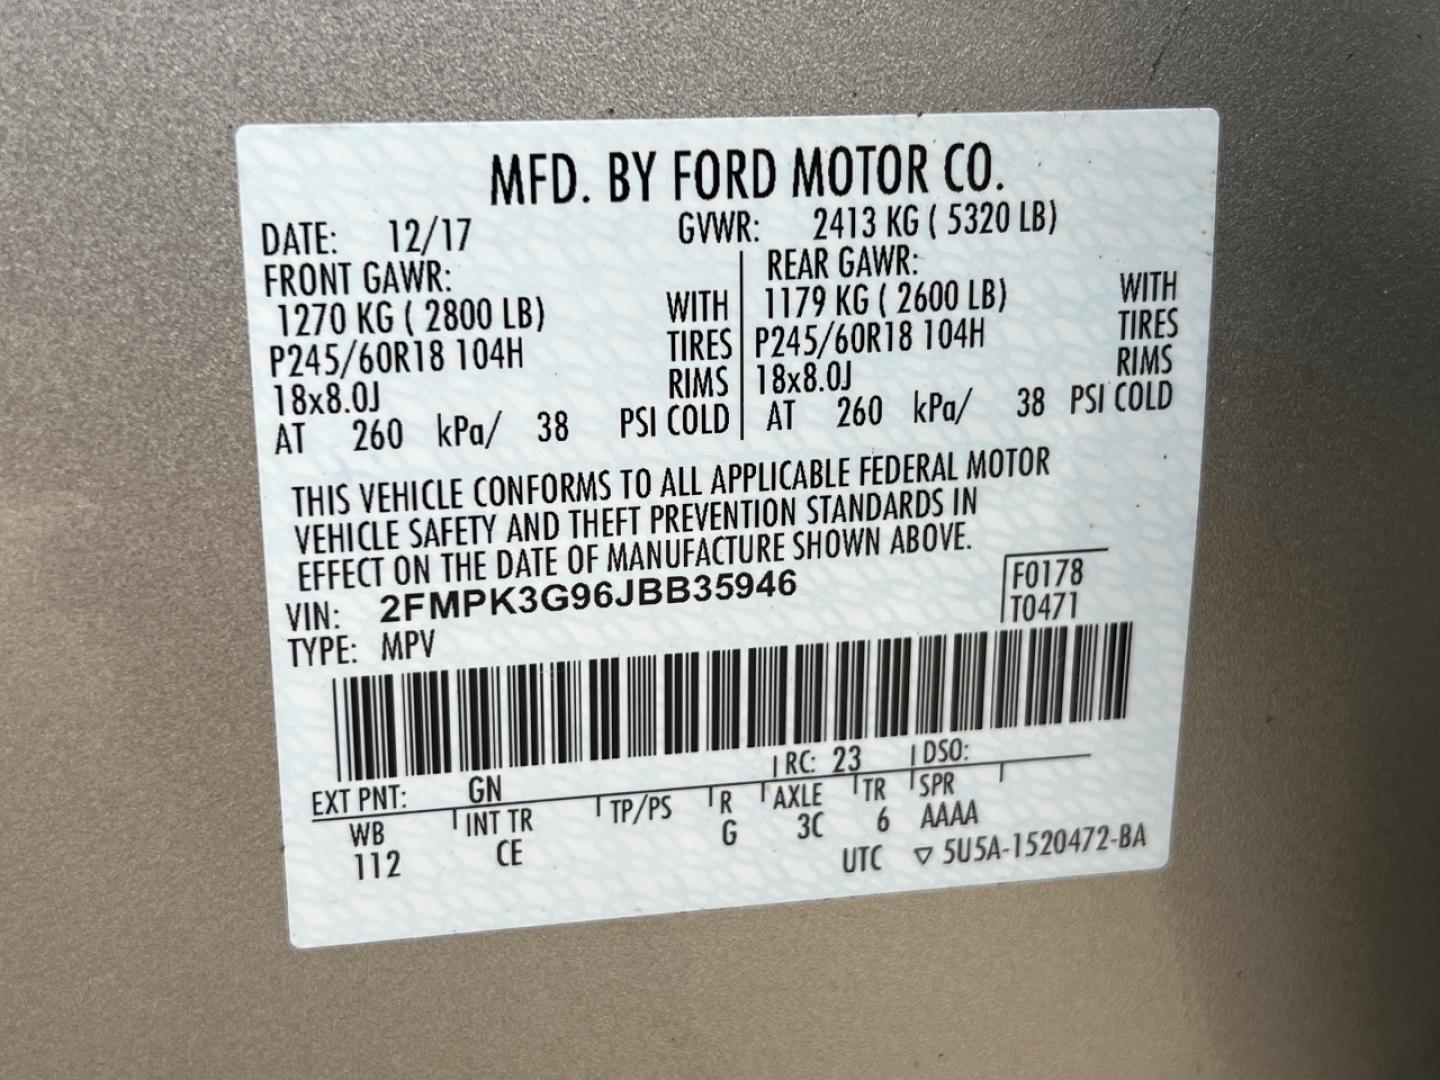 MFD. BY FORD MOTOR CO.
DATE: 12/17 GVWR: 2413 KG ( 5320 LB)
FRONT GAWR: REAR GAWR:
1270 KG ( 2800 LB) WITH 1179 KG ( 2600 LB) WITH
P245/60R18 104H TIRES P245/60R18 104H TIRES
18x8.0J RIMS 18x8.0J RIMS
AT 260 kPa/ 38 PSI COLD AT 260 kPa/ 38 PSI COLD
THIS VEHICLE CONFORMS TO ALL APPLICABLE FEDERAL MOTOR
VEHICLE SAFETY AND THEFT PREVENTION STANDARDS IN
EFFECT ON THE DATE OF MANUFACTURE SHOWN ABOVE.
VIN: 2FMPK3G96JBB35946 F0178
TYPE: MPV T0471
EXT PNT: GN RC: 23 DSO:
WB INT TR TP/PS R AXLE TR SPR
112 CE G 3C 6 AAAA
UTC ▽ 5U5A-1520472-BA